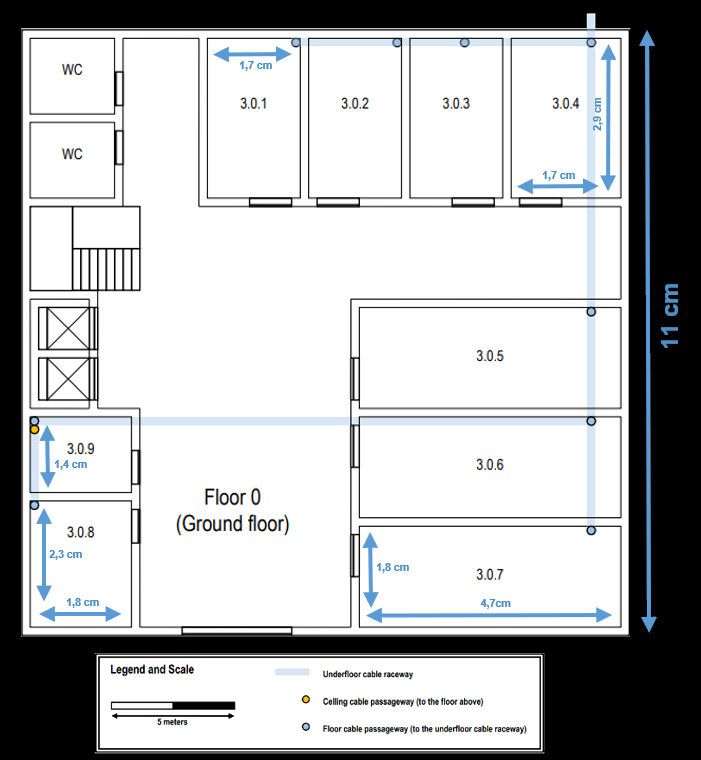 WC
1,7 cm
3.0.1
3.0.2
3.0.3
3.0.4
2,9 cm
WC
1,7 cm
11 cm
3.0.5
3.0.9
1,4 cm
3.0.6
Floor 0
(Ground floor)
3.0.8
2,3 cm
1,8 cm
1,8 cm
3.0.7
4,7cm
Legend and Scale
5 meters
Underfloor cable raceway
Celling cable passageway (to the floor above)
Floor cable passageway (to the underfloor cable raceway)